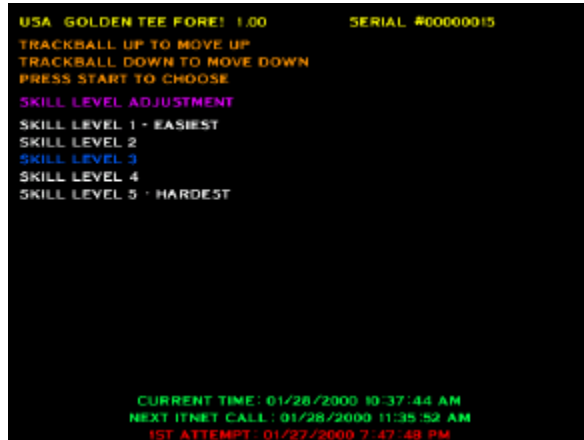 USA GOLDEN TEE FORE! 1.00 SERIAL #00000015
TRACKBALL UP TO MOVE UP
TRACKBALL DOWN TO MOVE DOWN
PRESS START TO CHOOSE
SKILL LEVEL ADJUSTMENT
SKILL LEVEL 1 - EASIEST
SKILL LEVEL 2
SKILL LEVEL 3
SKILL LEVEL 4
SKILL LEVEL 5 - HARDEST
CURRENT TIME: 01/28/2000 10:37:44 AM
NEXT ITNET CALL: 01/28/2000 11:35:52 AM
1ST ATTEMPT: 01/27/2000 7:47:48 PM